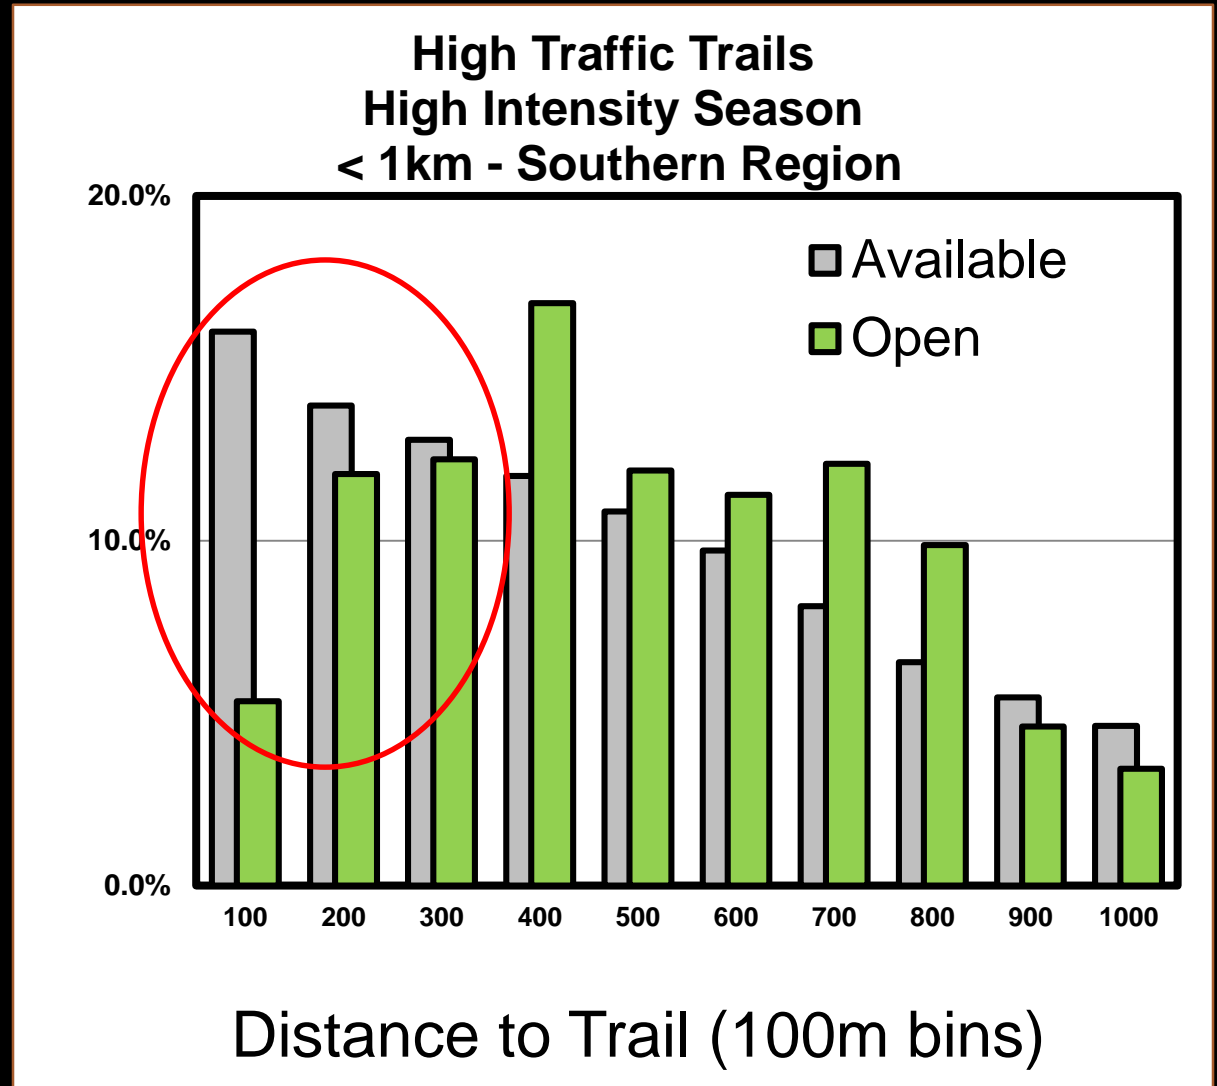 High Traffic Trails
High Intensity Season
< 1km - Southern Region
20.0%
Available
Open
10.0%
0.0%
100 200 300 400 500 600 700 800 900 1000
Distance to Trail (100m bins)